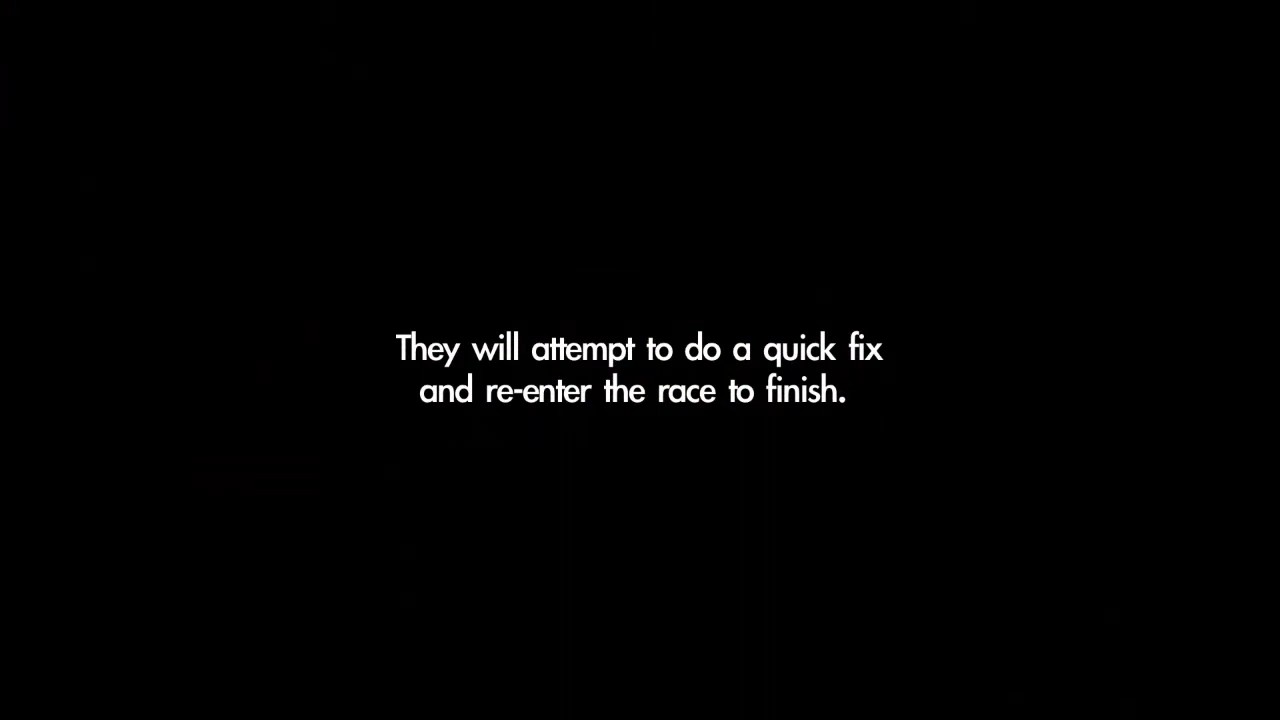 They will attempt to do a quick fix
and re-enter the race to finish.